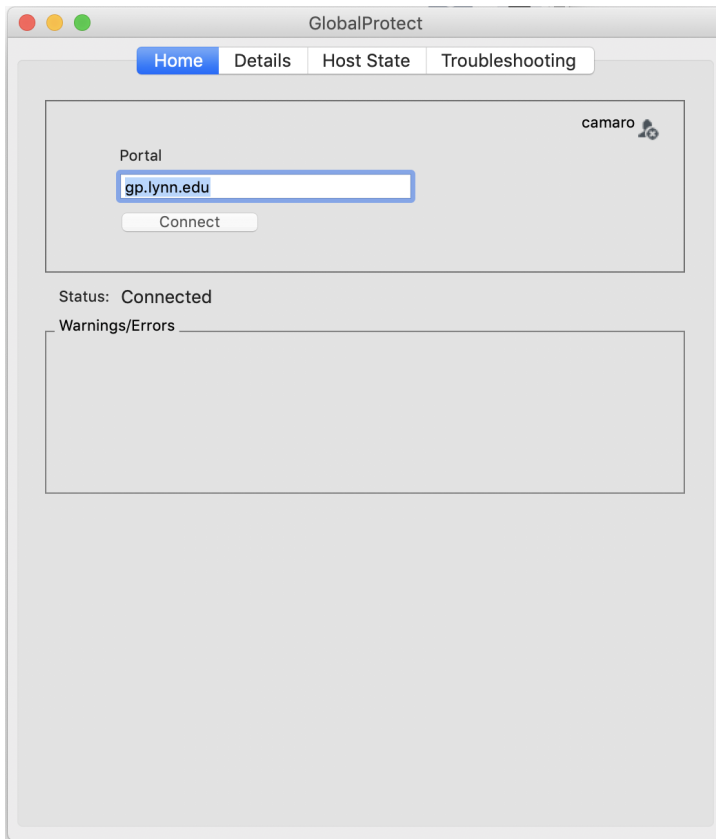 GlobalProtect
Home Details Host State Troubleshooting
camaro
Portal
gp.lynn.edu
Connect
Status: Connected
Warnings/Errors